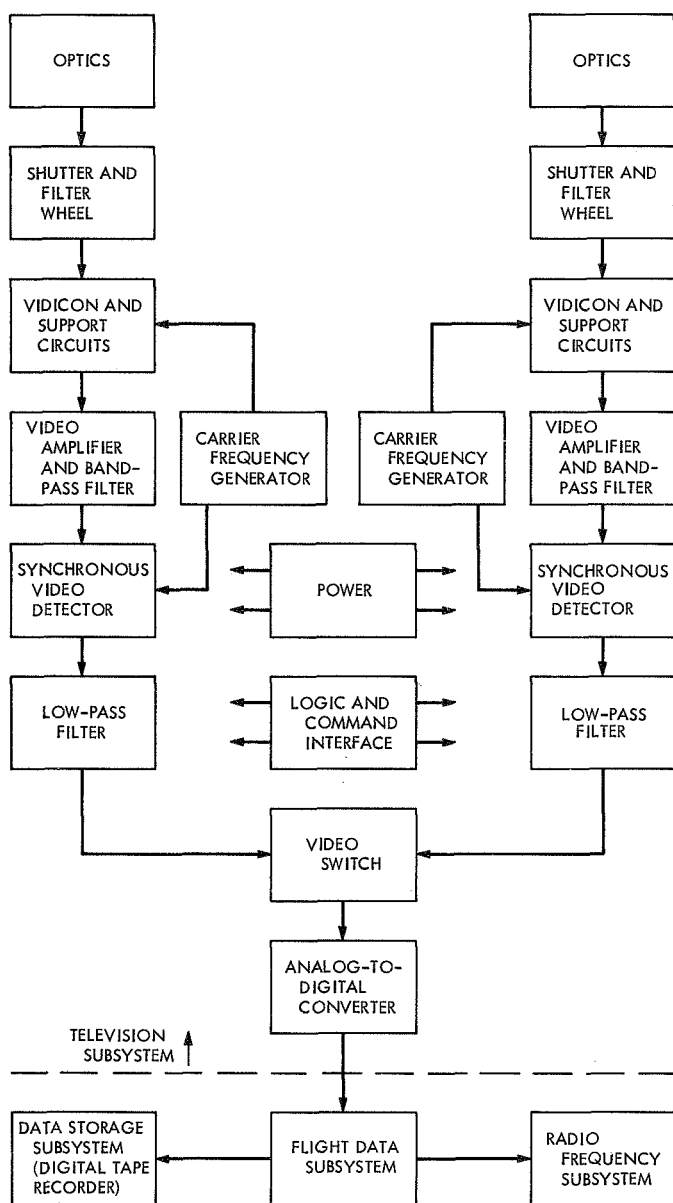 OPTICS
OPTICS
SHUTTER AND
FILTER
WHEEL
SHUTTER AND
FILTER
WHEEL
VIDICON AND
SUPPORT
CIRCUITS
VIDICON AND
SUPPORT
CIRCUITS
VIDEO
AMPLIFIER
AND BAND-
PASS FILTER
CARRIER
FREQUENCY
GENERATOR
CARRIER
FREQUENCY
GENERATOR
VIDEO
AMPLIFIER
AND BAND-
PASS FILTER
SYNCHRONOUS
VIDEO
DETECTOR
POWER
SYNCHRONOUS
VIDEO
DETECTOR
LOW-PASS
FILTER
LOGIC AND
COMMAND
INTERFACE
LOW-PASS
FILTER
VIDEO
SWITCH
ANALOG-TO-
DIGITAL
CONVERTER
TELEVISION
SUBSYSTEM
DATA STORAGE
SUBSYSTEM
(DIGITAL TAPE
RECORDER)
FLIGHT DATA
SUBSYSTEM
RADIO
FREQUENCY
SUBSYSTEM